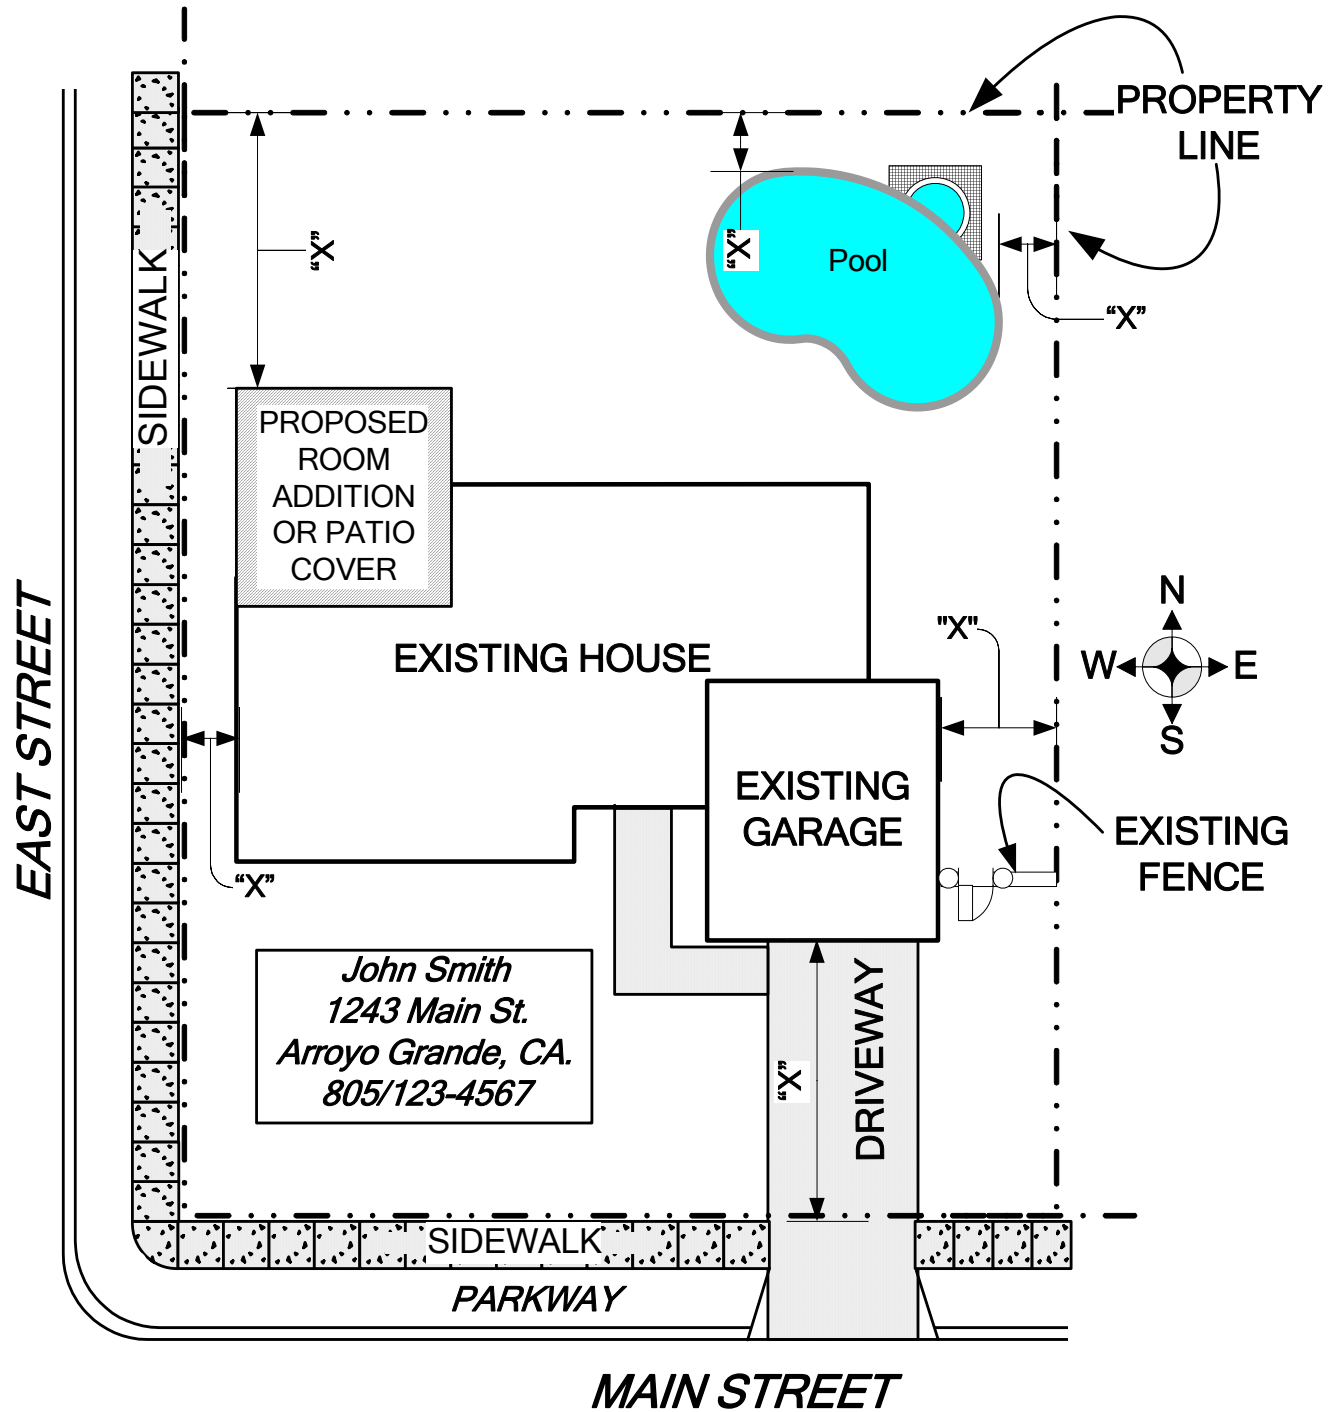 PROPERTY
LINE
“X”
“X”
Pool
“X”
SIDEWALK
PROPOSED
ROOM
ADDITION
OR PATIO
COVER
EAST STREET
EXISTING HOUSE
"X"
N
W E
S
EXISTING
GARAGE
EXISTING
FENCE
“X”
John Smith
1243 Main St.
Arroyo Grande, CA.
805/123-4567
“X”
DRIVEWAY
SIDEWALK
PARKWAY
MAIN STREET